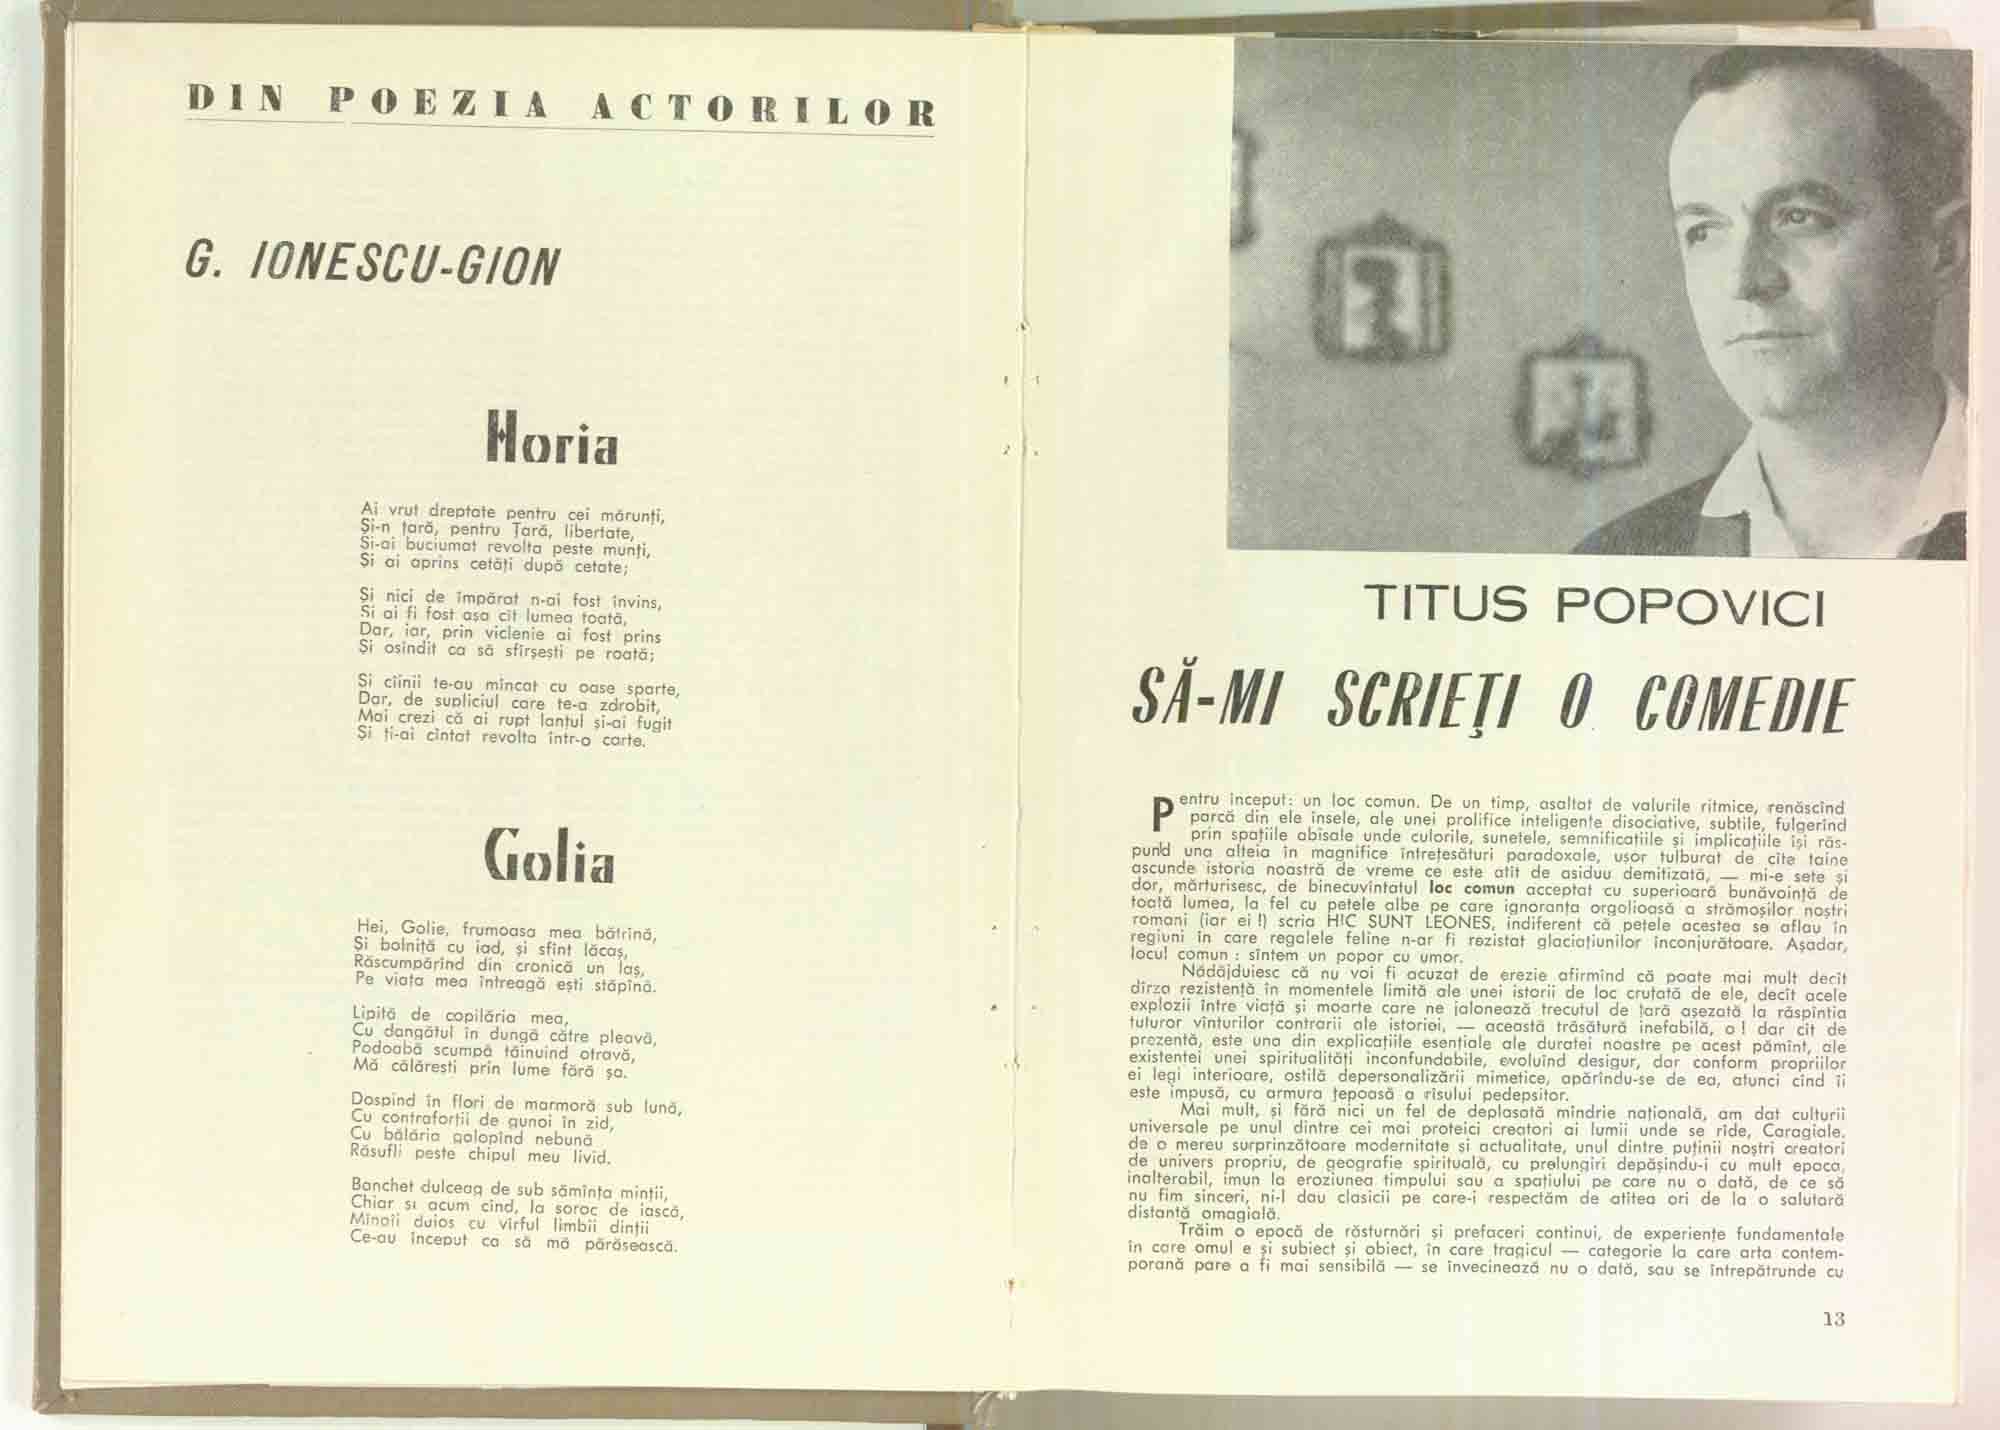 DIN POEZIA ACTORILOR
G. IONESCU-GION
Horia
Ai vrut dreptate pentru cei mărunți,
Și-n țară, pentru Țară, libertate,
Și-ai buciumat revolta peste munți,
Și ai aprins cetăți după cetate;
Și nici de împărat n-ai fost învins,
Și ai fi fost așa cît lumea toată,
Dar, iar, prin viclenie ai fost prins
Și osîndit ca să sfîrșești pe roată;
Și cîinii te-au mîncat cu oase sparte,
Dar, de supliciul care te-a zdrobit,
Mai crezi că ai rupt lanțul și-ai fugit
Și ți-ai cîntat revolta într-o carte.
Golia
Hei, Golie, frumoasa mea bătrînă,
Și bolniță cu iad, și sfînt lăcaș,
Răscumpărînd din cronică un Iaș,
Pe viața mea întreagă ești stăpînă.
Lipită de copilăria mea,
Cu dangătul în dungă către pleavă,
Podoabă scumpă tăinuind otravă,
Mă călărești prin lume fără șa.
Dospind în flori de marmoră sub lună,
Cu contraforții de gunoi în zid,
Cu bălăria galopînd nebună
Răsufli peste chipul meu livid.
Banchet dulceag de sub sămînța minții,
Chiar și acum cînd, la soroc de iască,
Mînaii duios cu vîrful limbii dinții
Ce-au început ca să mă părăsească.
TITUS POPOVICI
SĂ-MI SCRIEȚI O COMEDIE
Pentru început: un loc comun. De un timp, asaltat de valurile ritmice, renăscînd
parcă din ele însele, ale unei prolifice inteligențe disociative, subtile, fulgerînd
prin spațiile abisale unde culorile, sunetele, semnificațiile și implicațiile își răs-
pund una alteia în magnifice întrețesături paradoxale, ușor tulburat de cîte taine
ascunde istoria noastră de vreme ce este atît de asiduu demitizată, — mi-e sete și
dor, mărturisesc, de binecuvîntatul loc comun acceptat cu superioară bunăvoință de
toată lumea, la fel cu petele albe pe care ignoranța orgolioasă a strămoșilor noștri
romani (iar ei!) scria HIC SUNT LEONES, indiferent că petele acestea se aflau în
regiuni în care regalele feline n-ar fi rezistat glaciațiunilor înconjurătoare. Așadar,
locul comun : sîntem un popor cu umor.
Nădăjduiesc că nu voi fi acuzat de erezie afirmînd că poate mai mult decît
dîrza rezistență în momentele limită ale unei istorii de loc cruțată de ele, decît acele
explozii între viață și moarte care ne jalonează trecutul de țară așezată la răspîntia
tuturor vînturilor contrarii ale istoriei, — această trăsătură inefabilă, o ! dar cît de
prezentă, este una din explicațiile esențiale ale duratei noastre pe acest pămînt, ale
existenței unei spiritualități inconfundabile, evoluînd desigur, dar conform propriilor
ei legi interioare, ostilă depersonalizării mimetice, apărîndu-se de ea, atunci cînd îi
este impusă, cu armura țepoasă a rîsului pedepsitor.
Mai mult, și fără nici un fel de deplasată mîndrie națională, am dat culturii
universale pe unul dintre cei mai proteici creatori ai lumii unde se rîde, Caragiale,
de o mereu surprinzătoare modernitate și actualitate, unul dintre puținii noștri creatori
de univers propriu, de geografie spirituală, cu prelungiri depășindu-i cu mult epoca,
inalterabil, imun la eroziunea timpului sau a spațiului pe care nu o dată, de ce să
nu fim sinceri, ni-l dau clasicii pe care-i respectăm de atîtea ori de la o salutară
distanță omagială.
Trăim o epocă de răsturnări și prefaceri continui, de experiențe fundamentale
în care omul e și subiect și obiect, în care tragicul — categorie la care arta contem-
porană pare a fi mai sensibilă — se învecinează nu o dată, sau se întrepătrunde cu
13